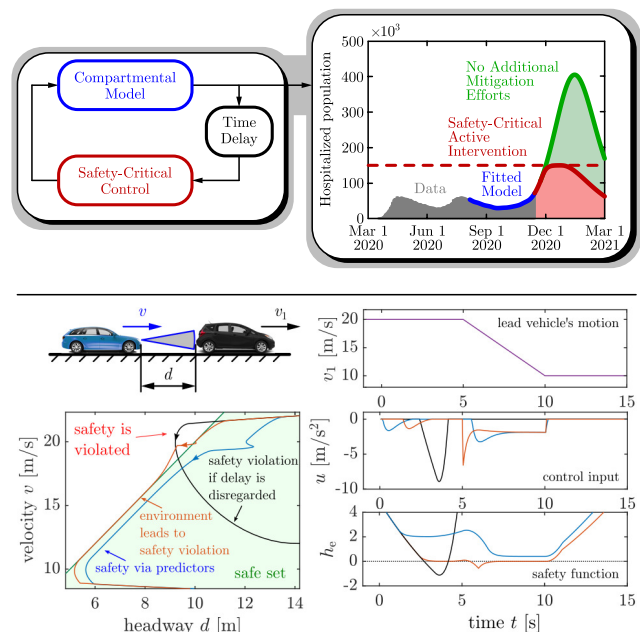 Compartmental
Model
Time
Delay
Safety-Critical
Control
×10³
500
400
300
200
100
0
Hospitalized population
No Additional
Mitigation
Efforts
Safety-Critical
Active
Intervention
Data
Fitted
Model
Mar 1
2020
Jun 1
2020
Sep 1
2020
Dec 1
2020
Mar 1
2021
v
v₁
d
20
15
10
velocity v [m/s]
safety is
violated
safety violation
if delay is
disregarded
environment
leads to
safety violation
safety via predictors
safe set
6
8
10
12
14
headway d [m]
20
15
10
v₁ [m/s]
lead vehicle's motion
0
5
10
15
0
-5
-10
u [m/s²]
control input
0
5
10
15
4
2
0
hₑ
safety function
0
5
10
15
time t [s]